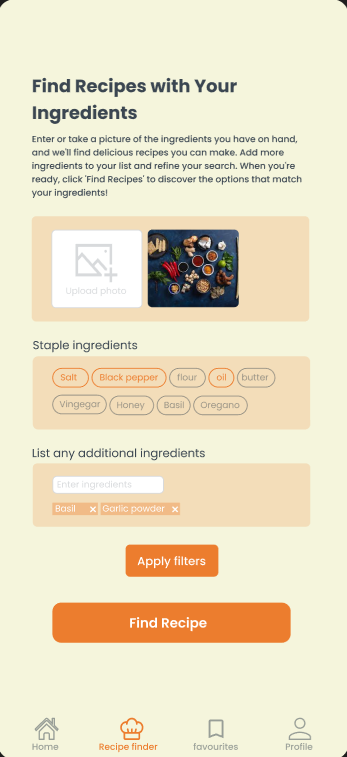 Find Recipes with Your
Ingredients
Enter or take a picture of the ingredients you have on hand,
and we'll find delicious recipes you can make. Add more
ingredients to your list and refine your search. When you're
ready, click 'Find Recipes' to discover the options that match
your ingredients!
Upload photo
Staple ingredients
Salt Black pepper flour oil butter
Vingegar Honey Basil Oregano
List any additional ingredients
Enter ingredients
Basil × Garlic powder ×
Apply filters
Find Recipe
Home Recipe finder favourites Profile